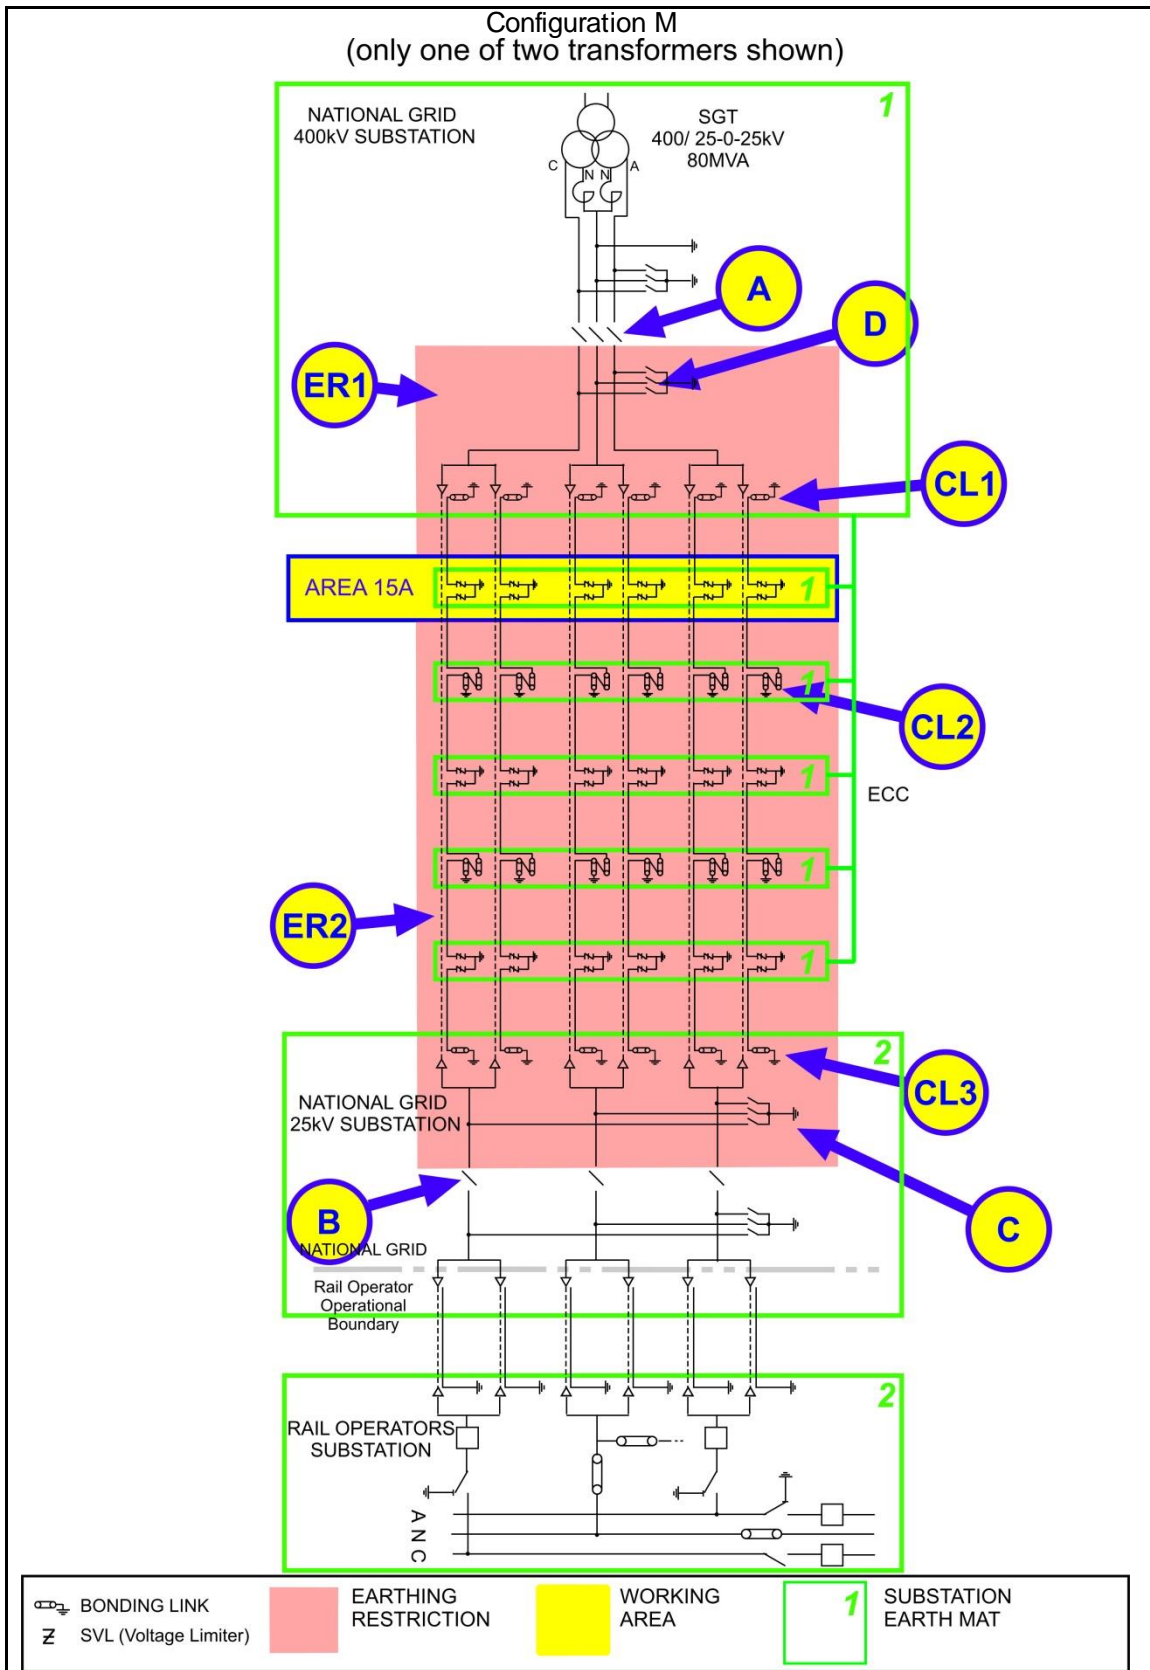 Configuration M
(only one of two transformers shown)
NATIONAL GRID
400kV SUBSTATION
SGT
400/ 25-0-25kV
80MVA
1
C
N
N
A
A
D
ER1
CL1
AREA 15A
1
1
CL2
1
ECC
1
ER2
1
2
CL3
NATIONAL GRID
25kV SUBSTATION
B
C
NATIONAL GRID
Rail Operator
Operational
Boundary
2
RAIL OPERATORS
SUBSTATION
A
N
C
BONDING LINK
SVL (Voltage Limiter)
EARTHING
RESTRICTION
WORKING
AREA
1
SUBSTATION
EARTH MAT